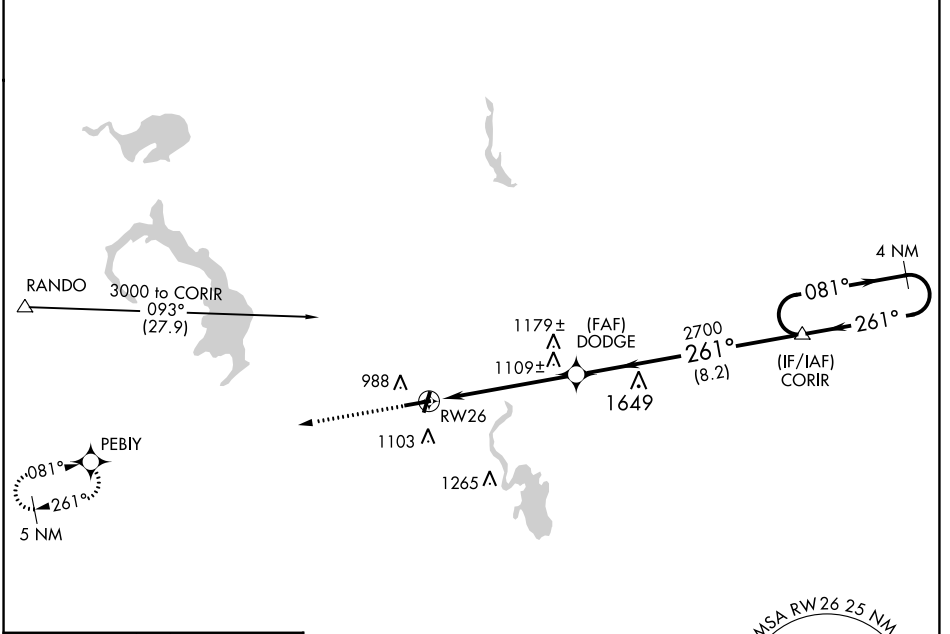 4 NM
081°
261°
RANDO
3000 to CORIR
093°
(27.9)
1179±
(FAF)
DODGE
2700
261°
(8.2)
(IF/IAF)
CORIR
1109±
988
1649
RW26
1103
PEBIY
081°
261°
5 NM
1265
MSA RW26 25 NM